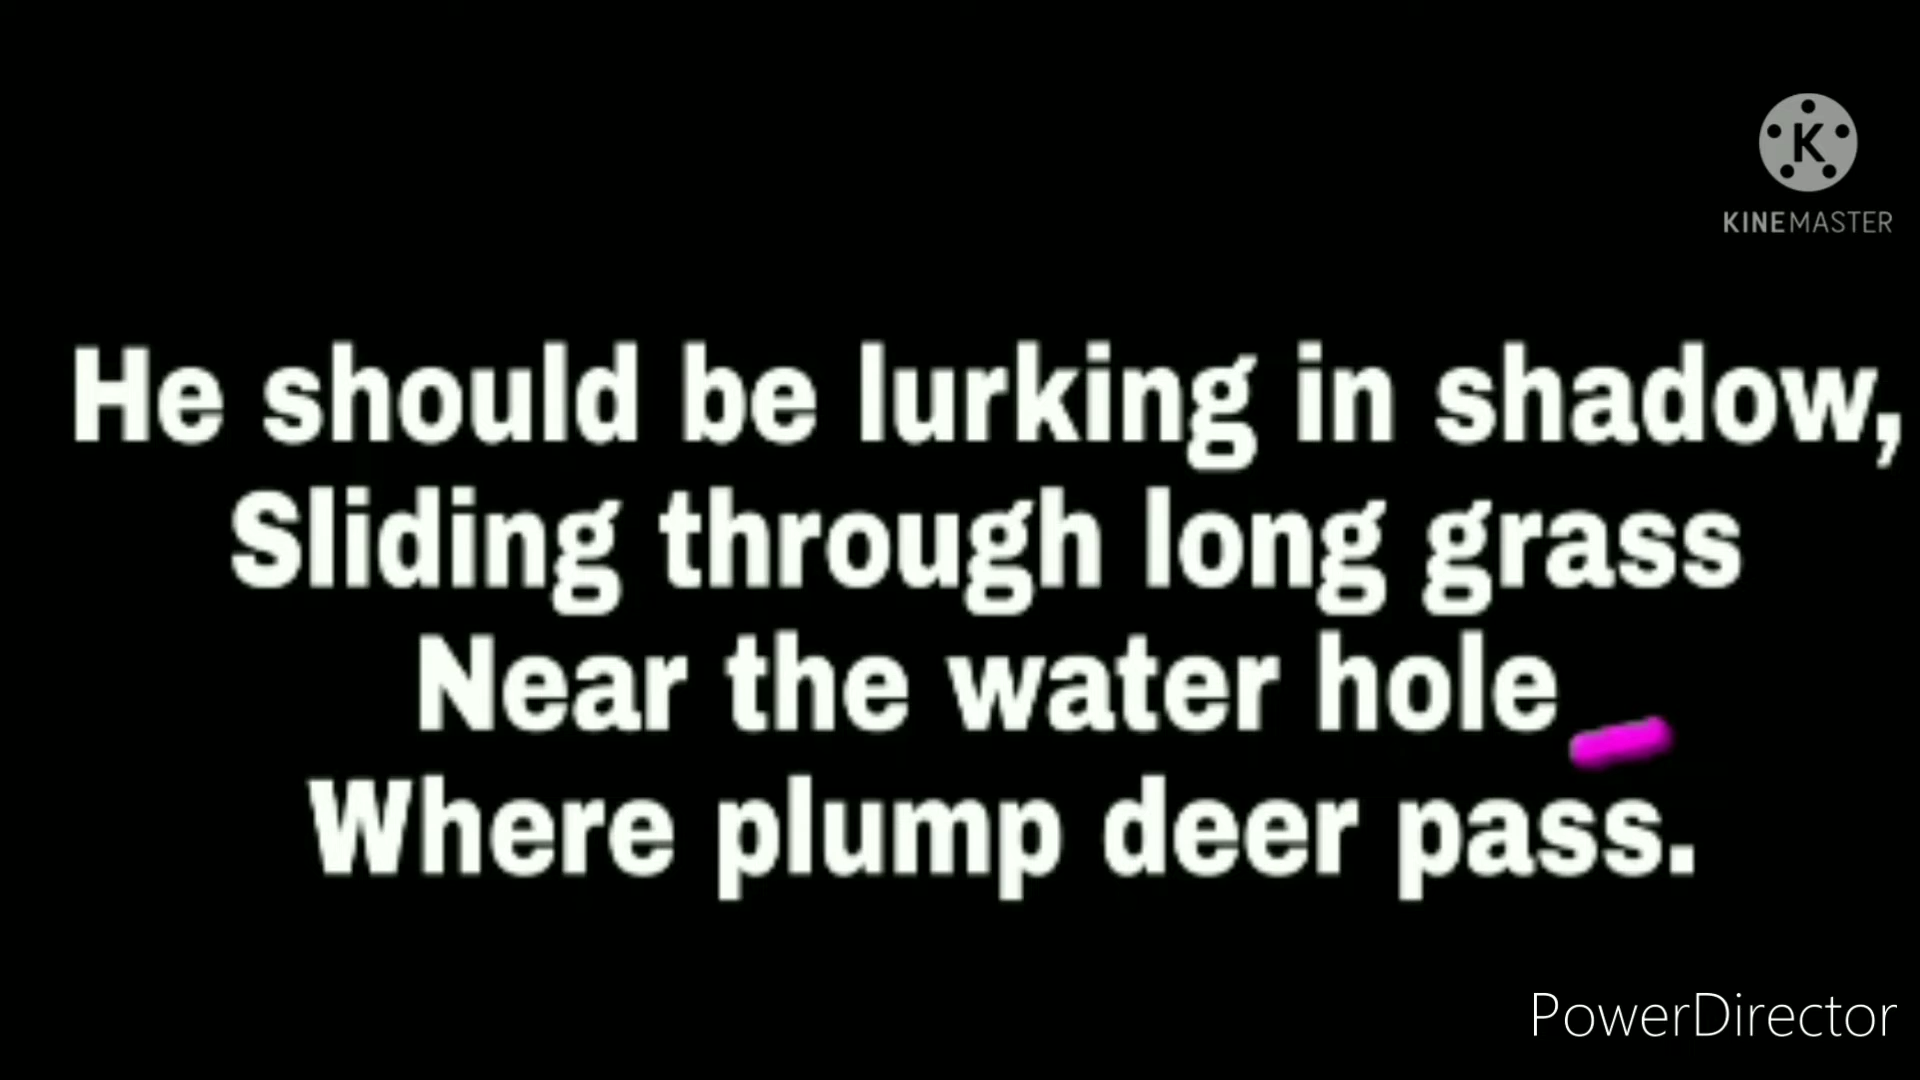 K
KINEMASTER
He should be lurking in shadow,
Sliding through long grass
Near the water hole
Where plump deer pass.
PowerDirector